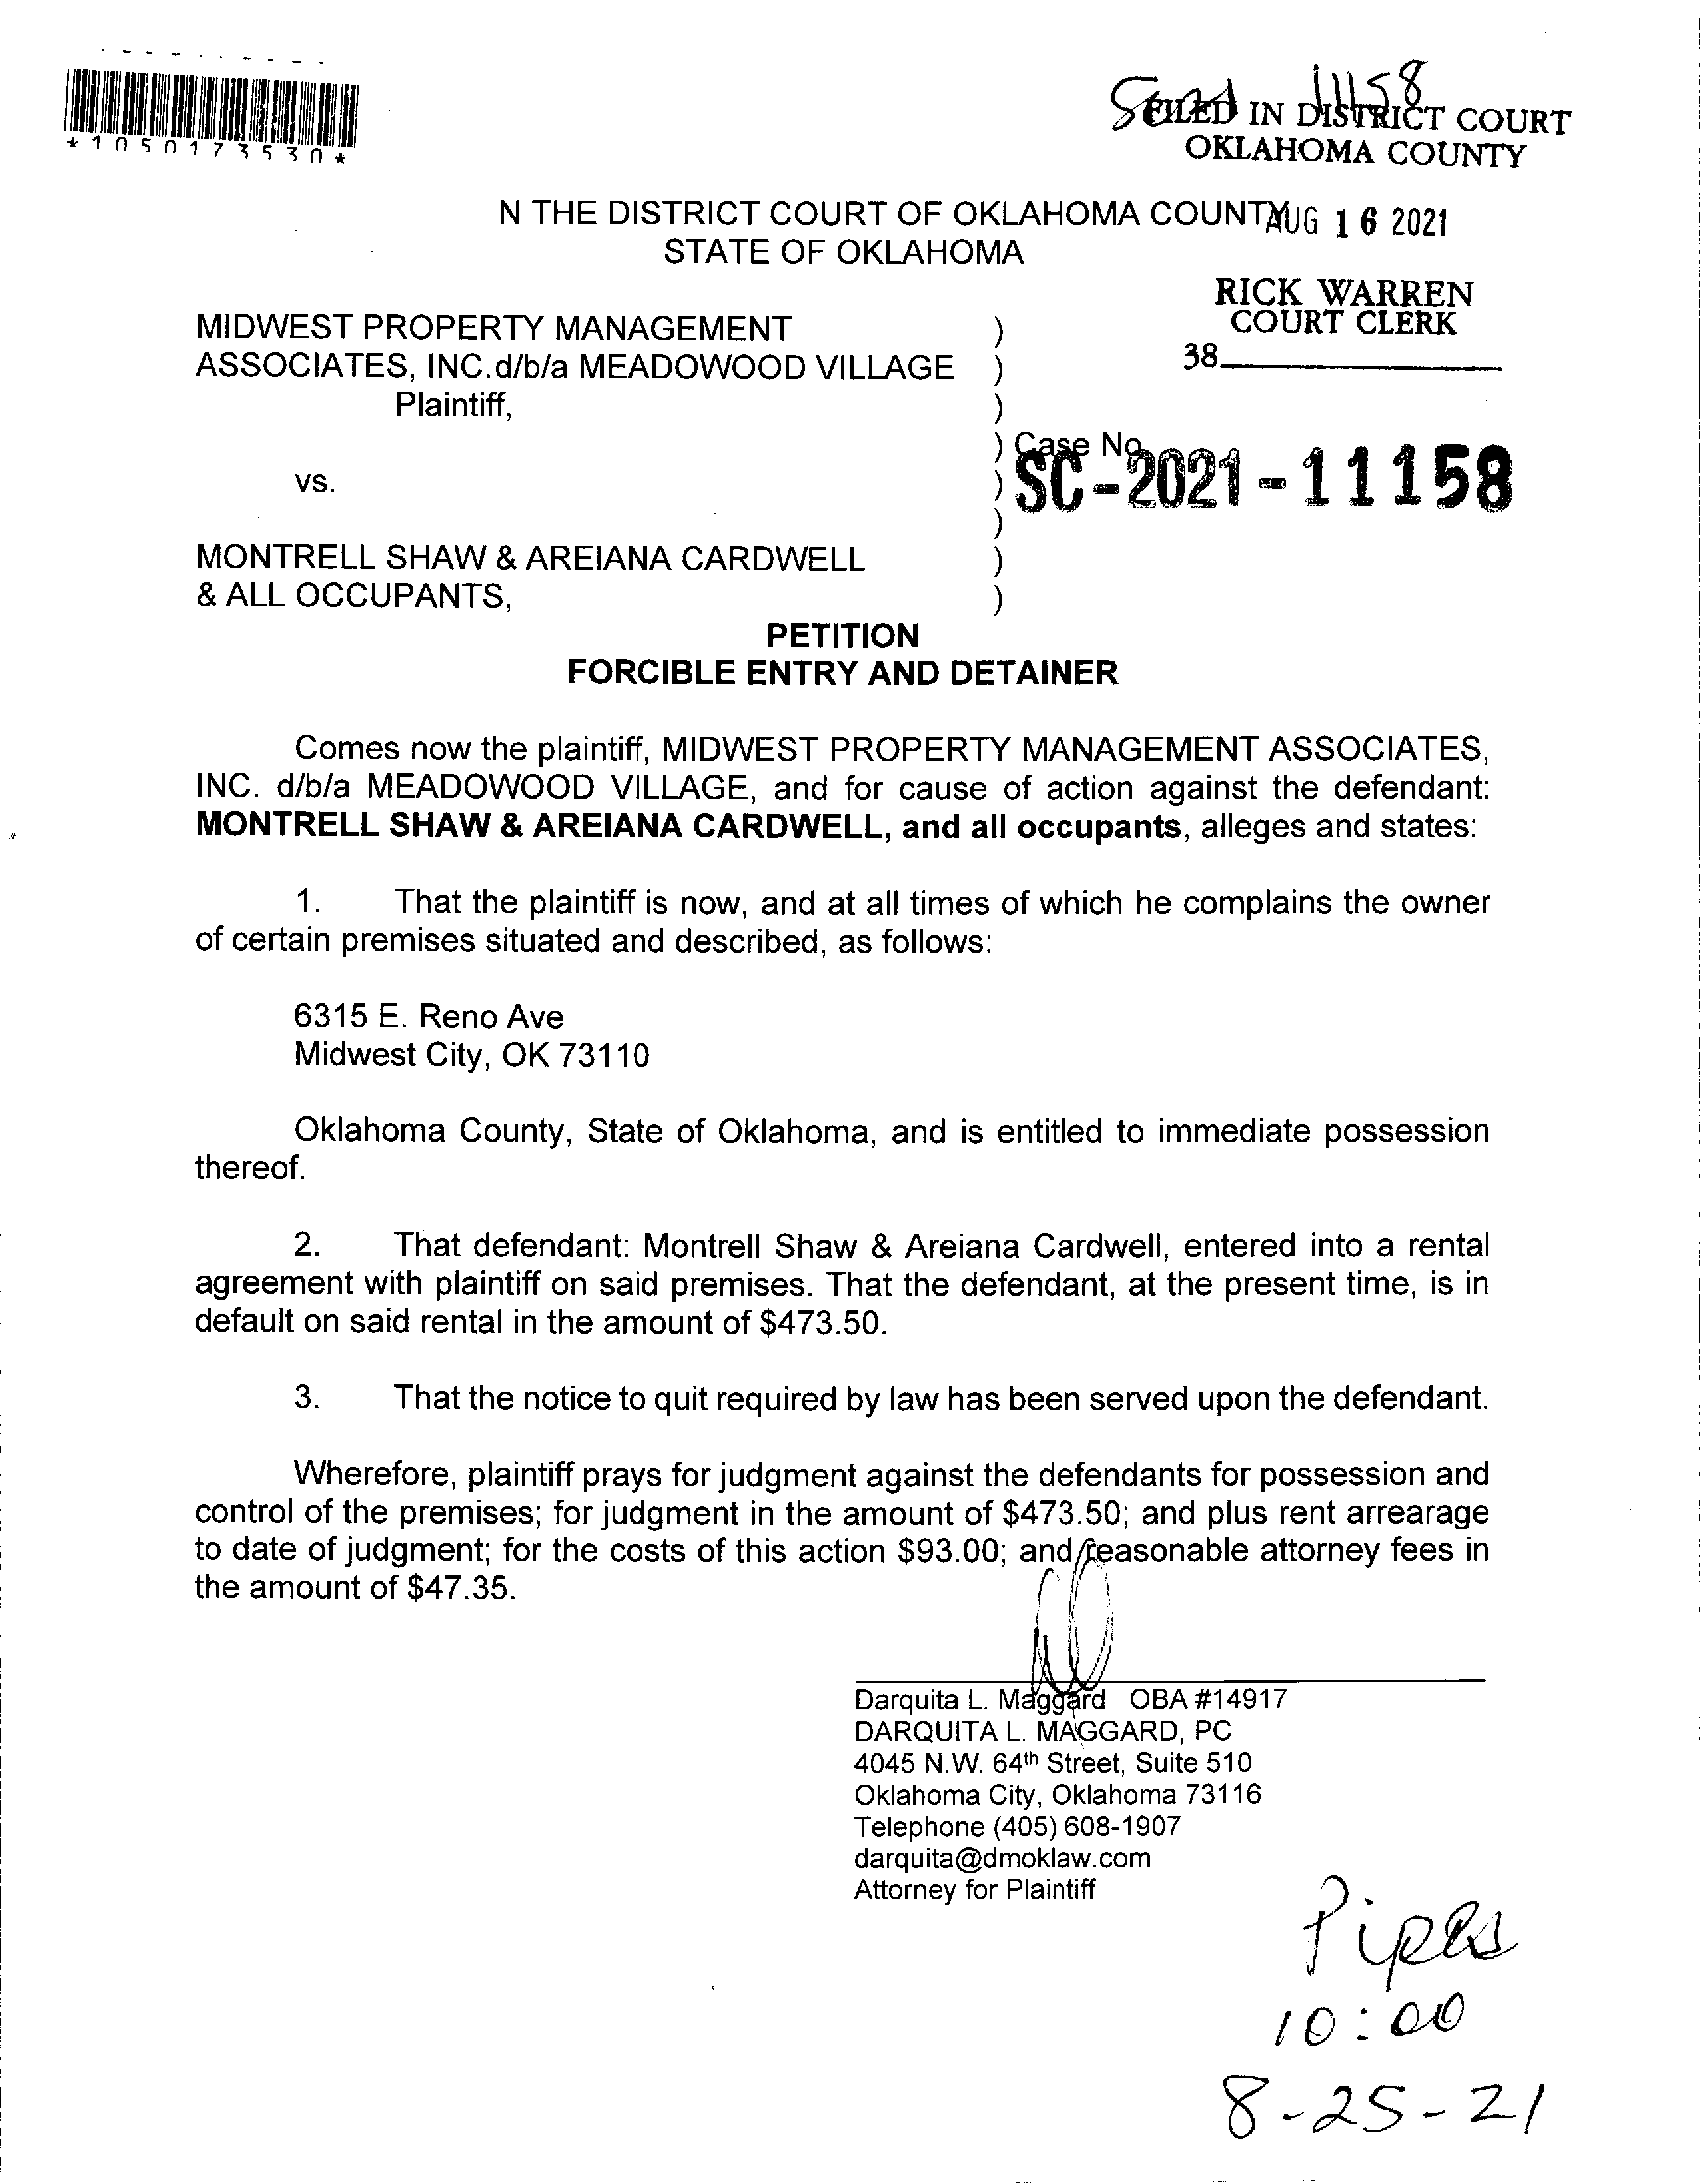 *1050173530*
11158
FILED IN DISTRICT COURT
OKLAHOMA COUNTY
N THE DISTRICT COURT OF OKLAHOMA COUNTY
AUG 16 2021
STATE OF OKLAHOMA
RICK WARREN
COURT CLERK
38
MIDWEST PROPERTY MANAGEMENT )
ASSOCIATES, INC.d/b/a MEADOWOOD VILLAGE )
Plaintiff, )
) Case No.
SC-2021-11158
vs. )
)
MONTRELL SHAW & AREIANA CARDWELL )
& ALL OCCUPANTS, )
PETITION
FORCIBLE ENTRY AND DETAINER
Comes now the plaintiff, MIDWEST PROPERTY MANAGEMENT ASSOCIATES,
INC. d/b/a MEADOWOOD VILLAGE, and for cause of action against the defendant:
MONTRELL SHAW & AREIANA CARDWELL, and all occupants, alleges and states:
1. That the plaintiff is now, and at all times of which he complains the owner
of certain premises situated and described, as follows:
6315 E. Reno Ave
Midwest City, OK 73110
Oklahoma County, State of Oklahoma, and is entitled to immediate possession
thereof.
2. That defendant: Montrell Shaw & Areiana Cardwell, entered into a rental
agreement with plaintiff on said premises. That the defendant, at the present time, is in
default on said rental in the amount of $473.50.
3. That the notice to quit required by law has been served upon the defendant.
Wherefore, plaintiff prays for judgment against the defendants for possession and
control of the premises; for judgment in the amount of $473.50; and plus rent arrearage
to date of judgment; for the costs of this action $93.00; and reasonable attorney fees in
the amount of $47.35.
Darquita L. Maggard OBA #14917
DARQUITA L. MAGGARD, PC
4045 N.W. 64th Street, Suite 510
Oklahoma City, Oklahoma 73116
Telephone (405) 608-1907
darquita@dmoklaw.com
Attorney for Plaintiff
Pipes
10:00
8-25-21